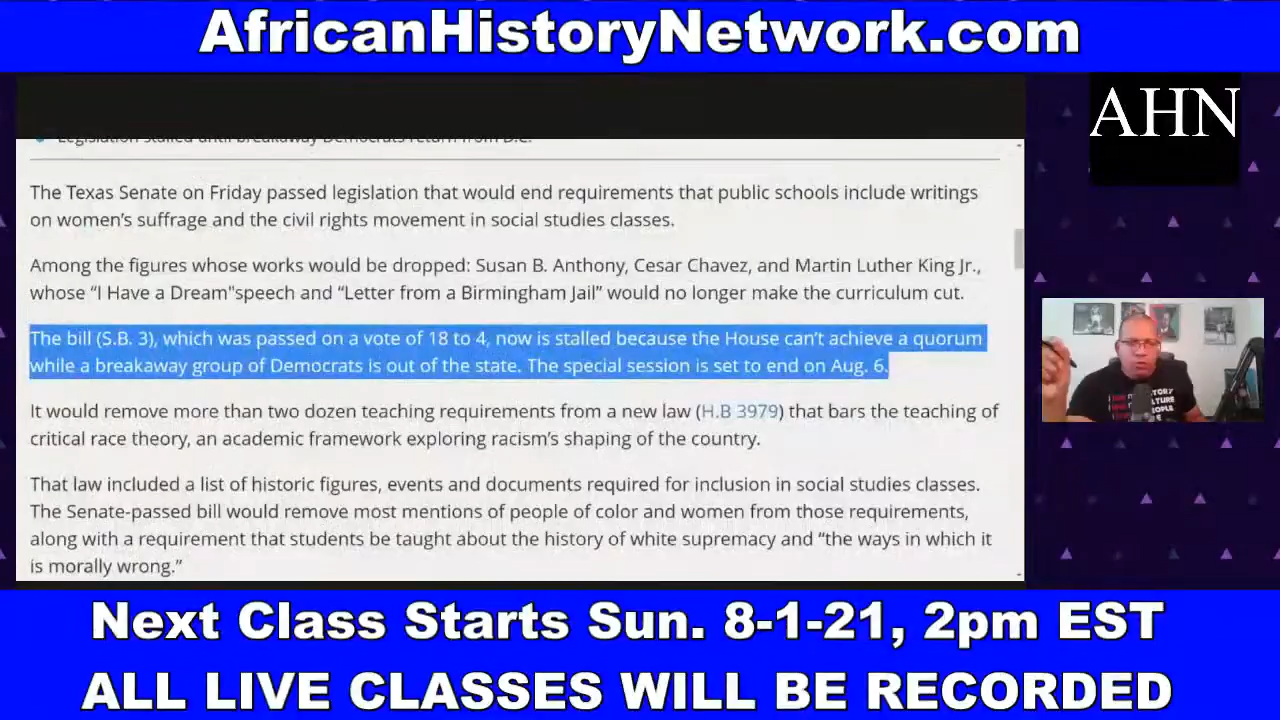 AfricanHistoryNetwork.com
AHN
Legislation stalled until breakaway Democrats return from D.C.
The Texas Senate on Friday passed legislation that would end requirements that public schools include writings
on women's suffrage and the civil rights movement in social studies classes.
Among the figures whose works would be dropped: Susan B. Anthony, Cesar Chavez, and Martin Luther King Jr.,
whose "I Have a Dream"speech and "Letter from a Birmingham Jail" would no longer make the curriculum cut.
The bill (S.B. 3), which was passed on a vote of 18 to 4, now is stalled because the House can't achieve a quorum
while a breakaway group of Democrats is out of the state. The special session is set to end on Aug. 6.
It would remove more than two dozen teaching requirements from a new law (H.B 3979) that bars the teaching of
critical race theory, an academic framework exploring racism's shaping of the country.
That law included a list of historic figures, events and documents required for inclusion in social studies classes.
The Senate-passed bill would remove most mentions of people of color and women from those requirements,
along with a requirement that students be taught about the history of white supremacy and "the ways in which it
is morally wrong."
Next Class Starts Sun. 8-1-21, 2pm EST
ALL LIVE CLASSES WILL BE RECORDED